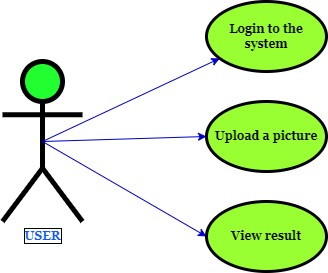 Login to the
system
Upload a picture
View result
USER